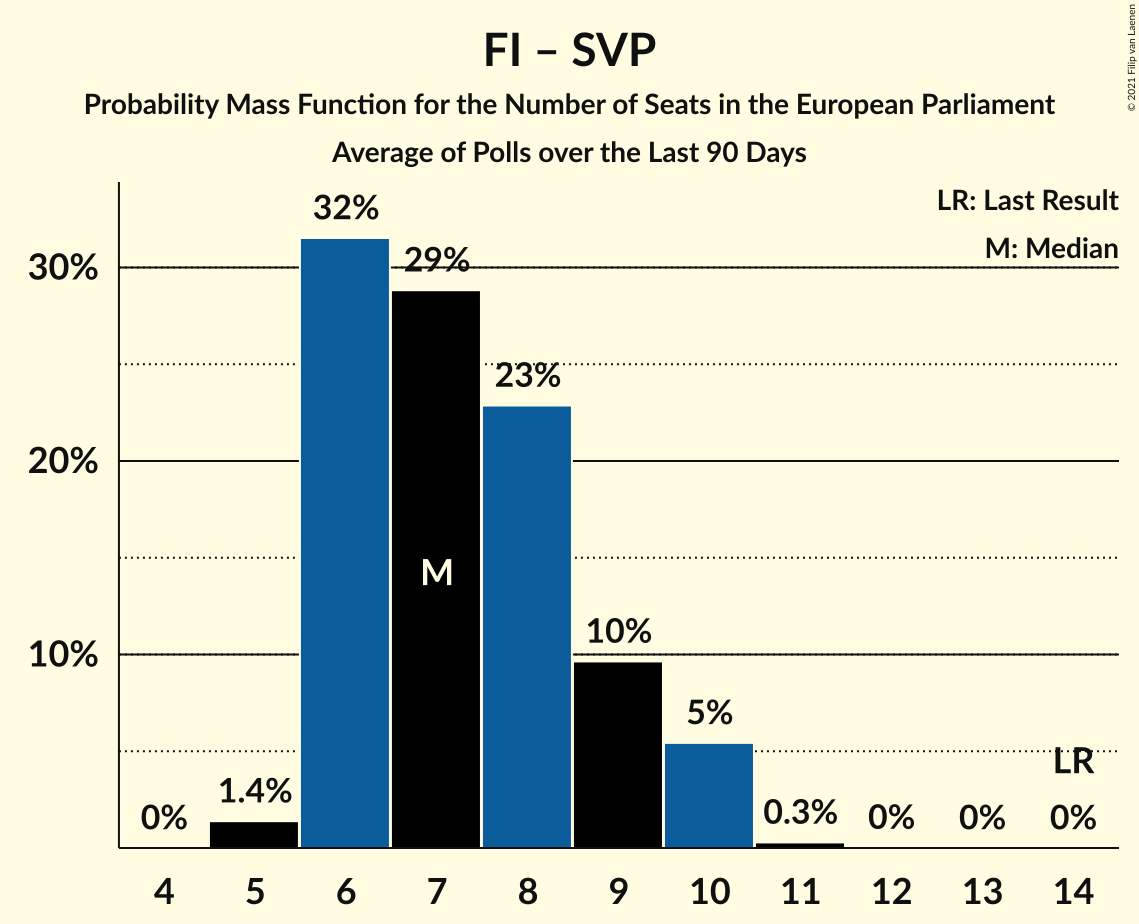 FI – SVP
Probability Mass Function for the Number of Seats in the European Parliament
Average of Polls over the Last 90 Days
© 2021 Filip van Laenen
LR: Last Result
M: Median
32%
30%
29%
23%
20%
M
10%
10%
5%
LR
1.4%
0%
0.3%
0%
0%
0%
4 5 6 7 8 9 10 11 12 13 14